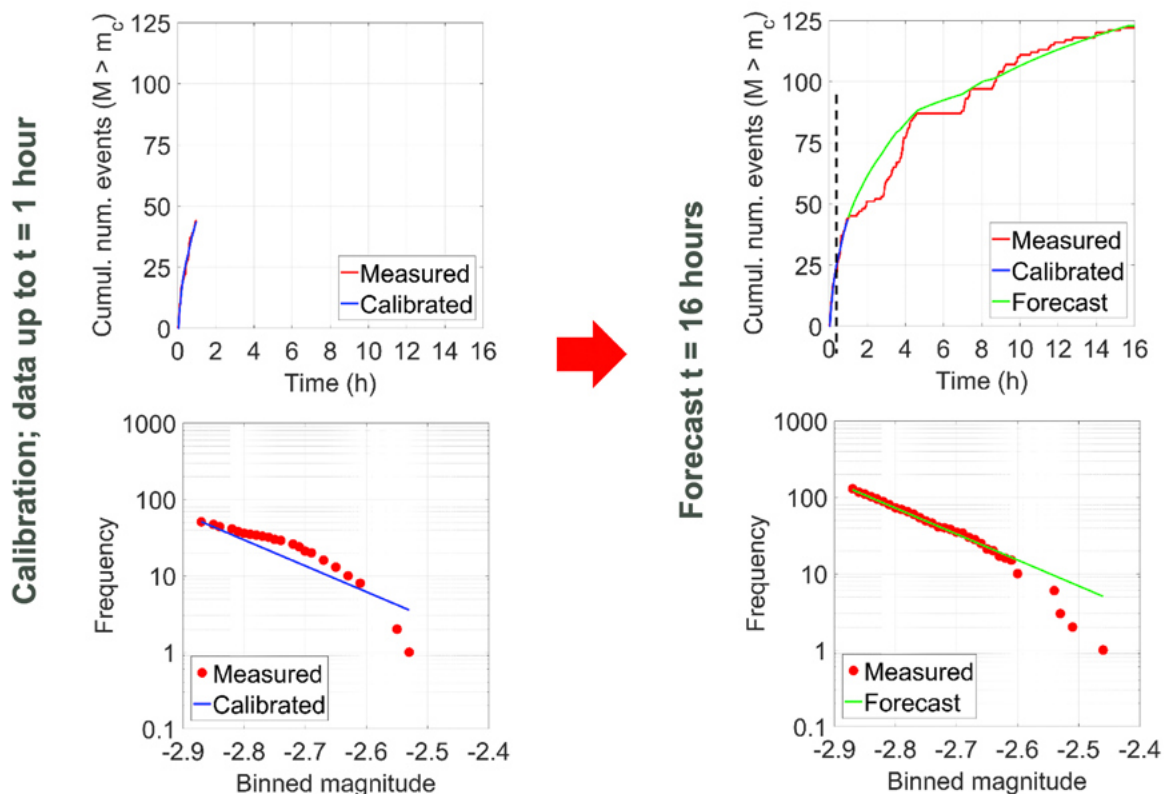 Calibration; data up to t = 1 hour
Cumul. num. events (M > mc)
125
100
75
50
25
0
0 2 4 6 8 10 12 14 16
Time (h)
Measured
Calibrated
Frequency
1000
100
10
1
0.1
-2.9 -2.8 -2.7 -2.6 -2.5 -2.4
Binned magnitude
Measured
Calibrated
Forecast t = 16 hours
Cumul. num. events (M > mc)
125
100
75
50
25
0
0 2 4 6 8 10 12 14 16
Time (h)
Measured
Calibrated
Forecast
Frequency
1000
100
10
1
0.1
-2.9 -2.8 -2.7 -2.6 -2.5 -2.4
Binned magnitude
Measured
Forecast